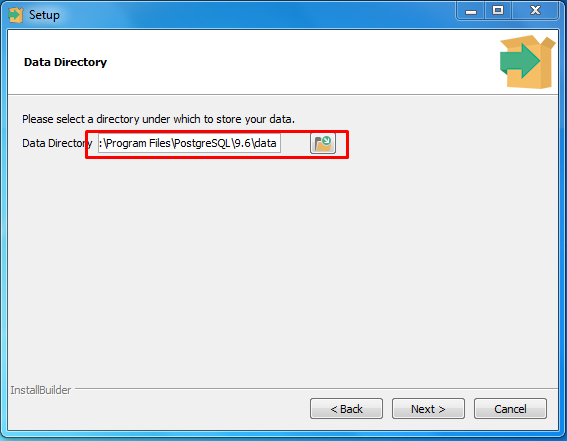 Setup
Data Directory
Please select a directory under which to store your data.
Data Directory :\Program Files\PostgreSQL\9.6\data
InstallBuilder
< Back Next > Cancel